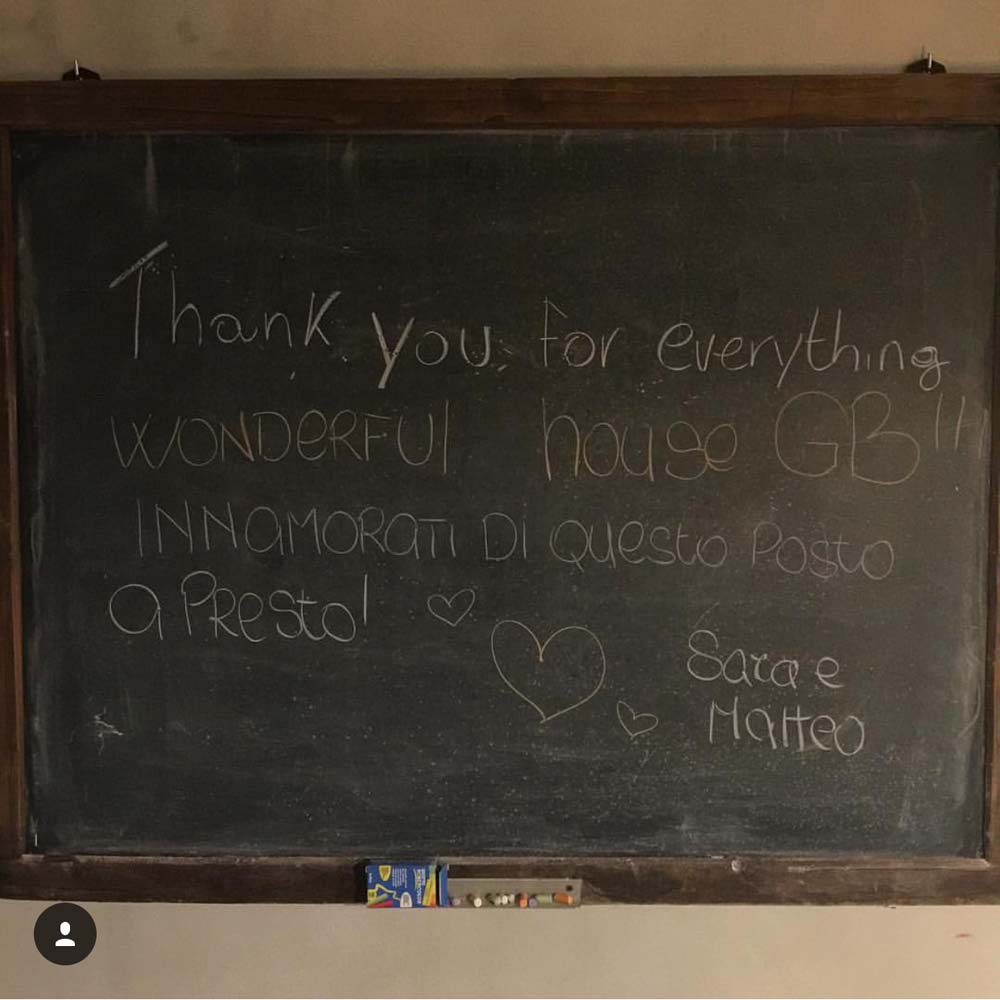 Thank you for everything
WONDERFUl house GB!!
INNAMORATI DI questo Posto
a PResto!
Sara e
Matteo